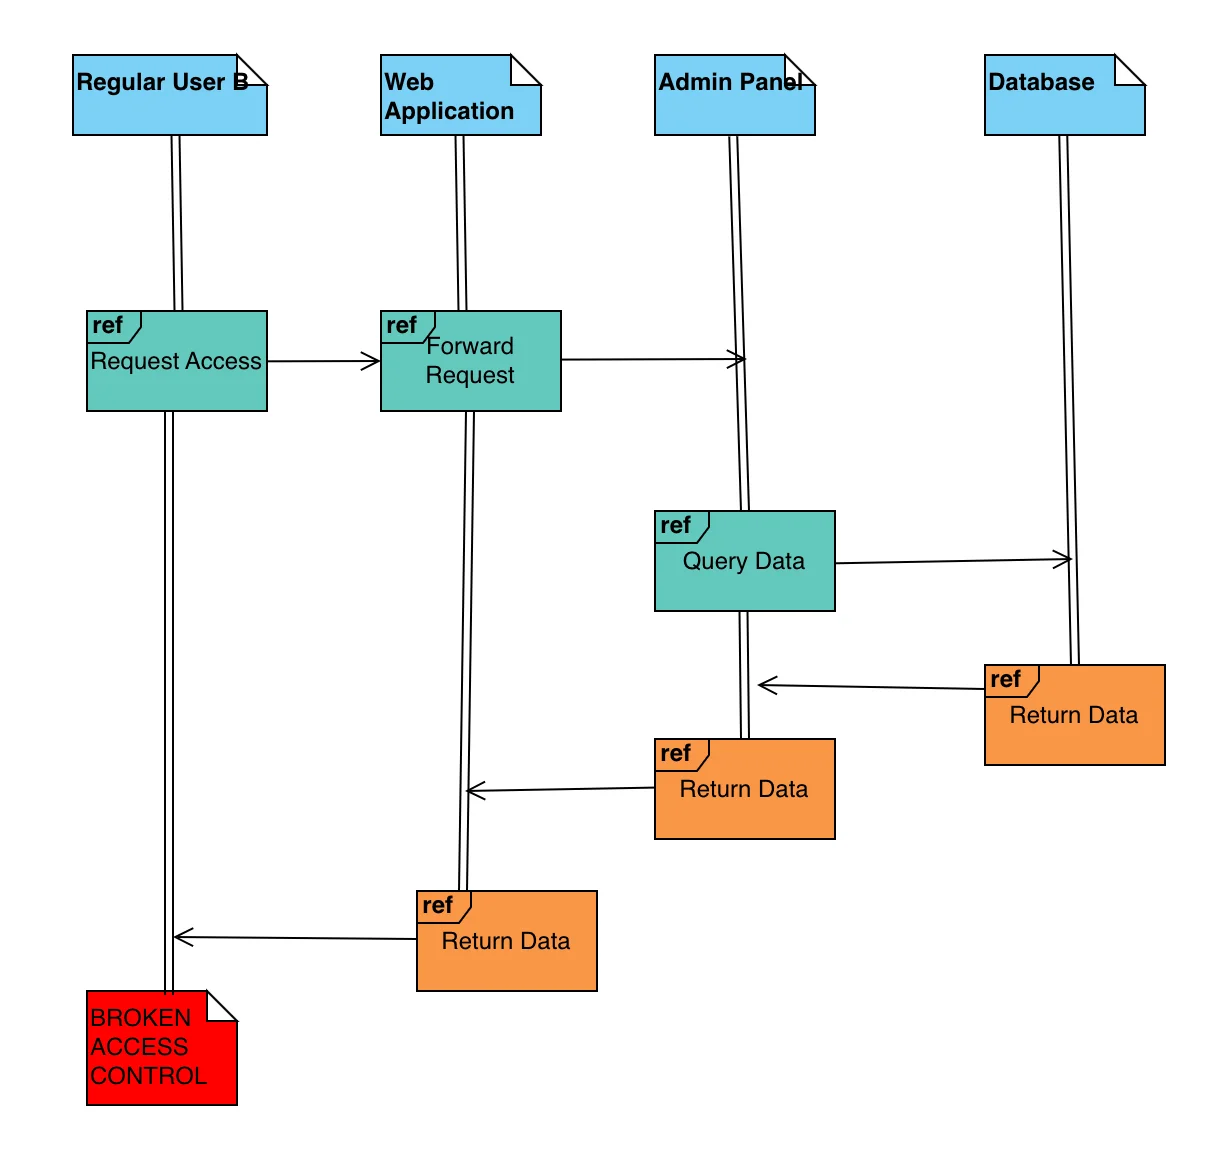 Regular User B
Web
Application
Admin Panel
Database
ref
Request Access
ref
Forward
Request
ref
Query Data
ref
Return Data
ref
Return Data
ref
Return Data
BROKEN
ACCESS
CONTROL